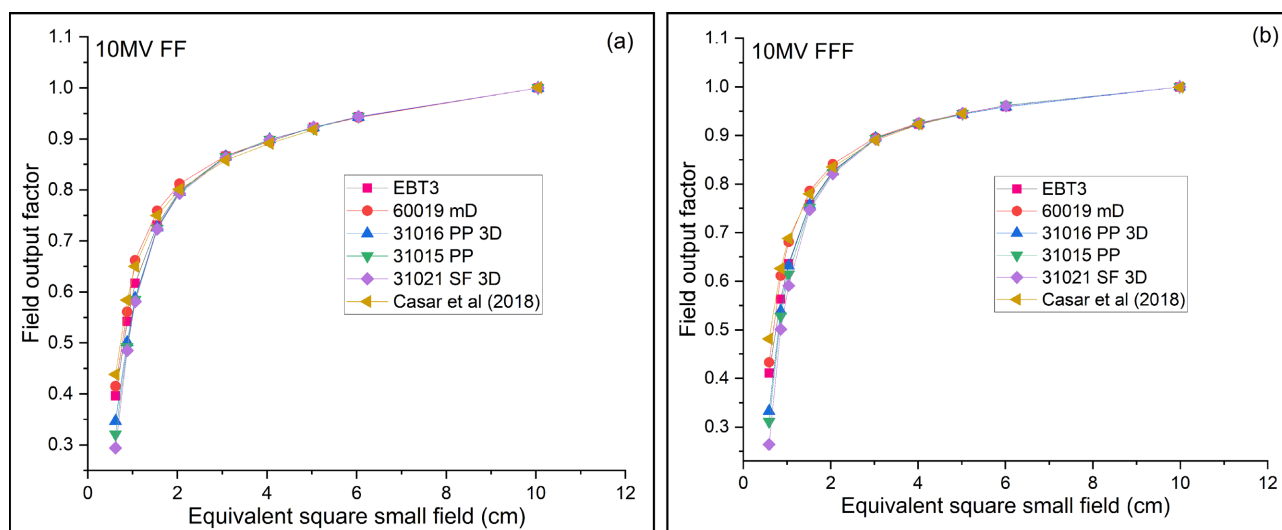 10MV FF
(a)
1.1
1.0
0.9
0.8
0.7
0.6
0.5
0.4
0.3
Field output factor
EBT3
60019 mD
31016 PP 3D
31015 PP
31021 SF 3D
Casar et al (2018)
0 2 4 6 8 10 12
Equivalent square small field (cm)
10MV FFF
(b)
1.1
1.0
0.9
0.8
0.7
0.6
0.5
0.4
0.3
Field output factor
EBT3
60019 mD
31016 PP 3D
31015 PP
31021 SF 3D
Casar et al (2018)
0 2 4 6 8 10 12
Equivalent square small field (cm)